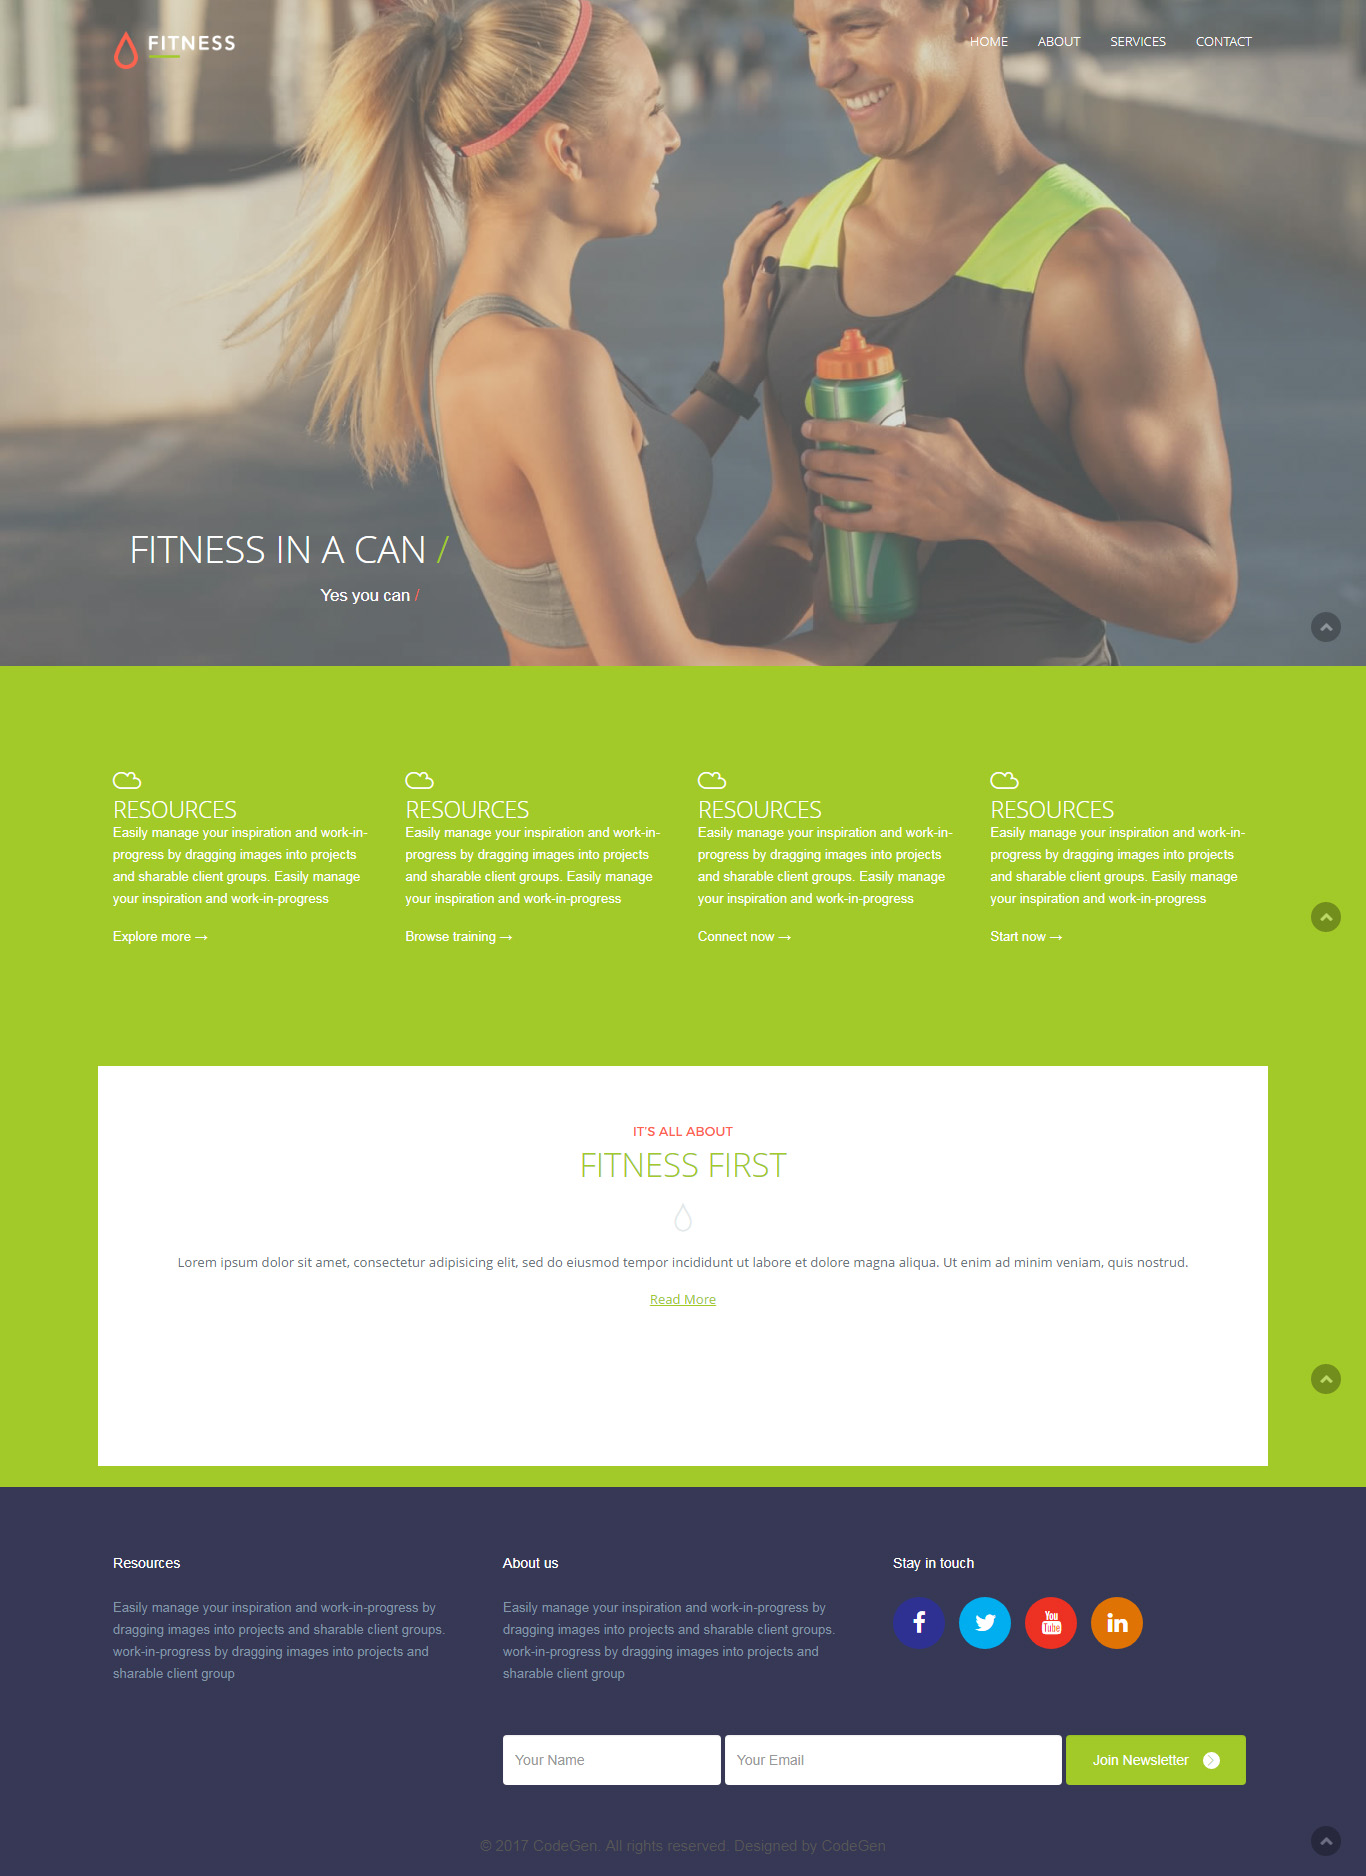 FITNESS
HOME ABOUT SERVICES CONTACT
FITNESS IN A CAN /
Yes you can /
RESOURCES
Easily manage your inspiration and work-in-
progress by dragging images into projects
and sharable client groups. Easily manage
your inspiration and work-in-progress
Explore more →
RESOURCES
Easily manage your inspiration and work-in-
progress by dragging images into projects
and sharable client groups. Easily manage
your inspiration and work-in-progress
Browse training →
RESOURCES
Easily manage your inspiration and work-in-
progress by dragging images into projects
and sharable client groups. Easily manage
your inspiration and work-in-progress
Connect now →
RESOURCES
Easily manage your inspiration and work-in-
progress by dragging images into projects
and sharable client groups. Easily manage
your inspiration and work-in-progress
Start now →
IT'S ALL ABOUT
FITNESS FIRST
Lorem ipsum dolor sit amet, consectetur adipisicing elit, sed do eiusmod tempor incididunt ut labore et dolore magna aliqua. Ut enim ad minim veniam, quis nostrud.
Read More
Resources
Easily manage your inspiration and work-in-progress by
dragging images into projects and sharable client groups.
work-in-progress by dragging images into projects and
sharable client group
About us
Easily manage your inspiration and work-in-progress by
dragging images into projects and sharable client groups.
work-in-progress by dragging images into projects and
sharable client group
Stay in touch
f
You
Tube
in
Your Name
Your Email
Join Newsletter
© 2017 CodeGen. All rights reserved. Designed by CodeGen